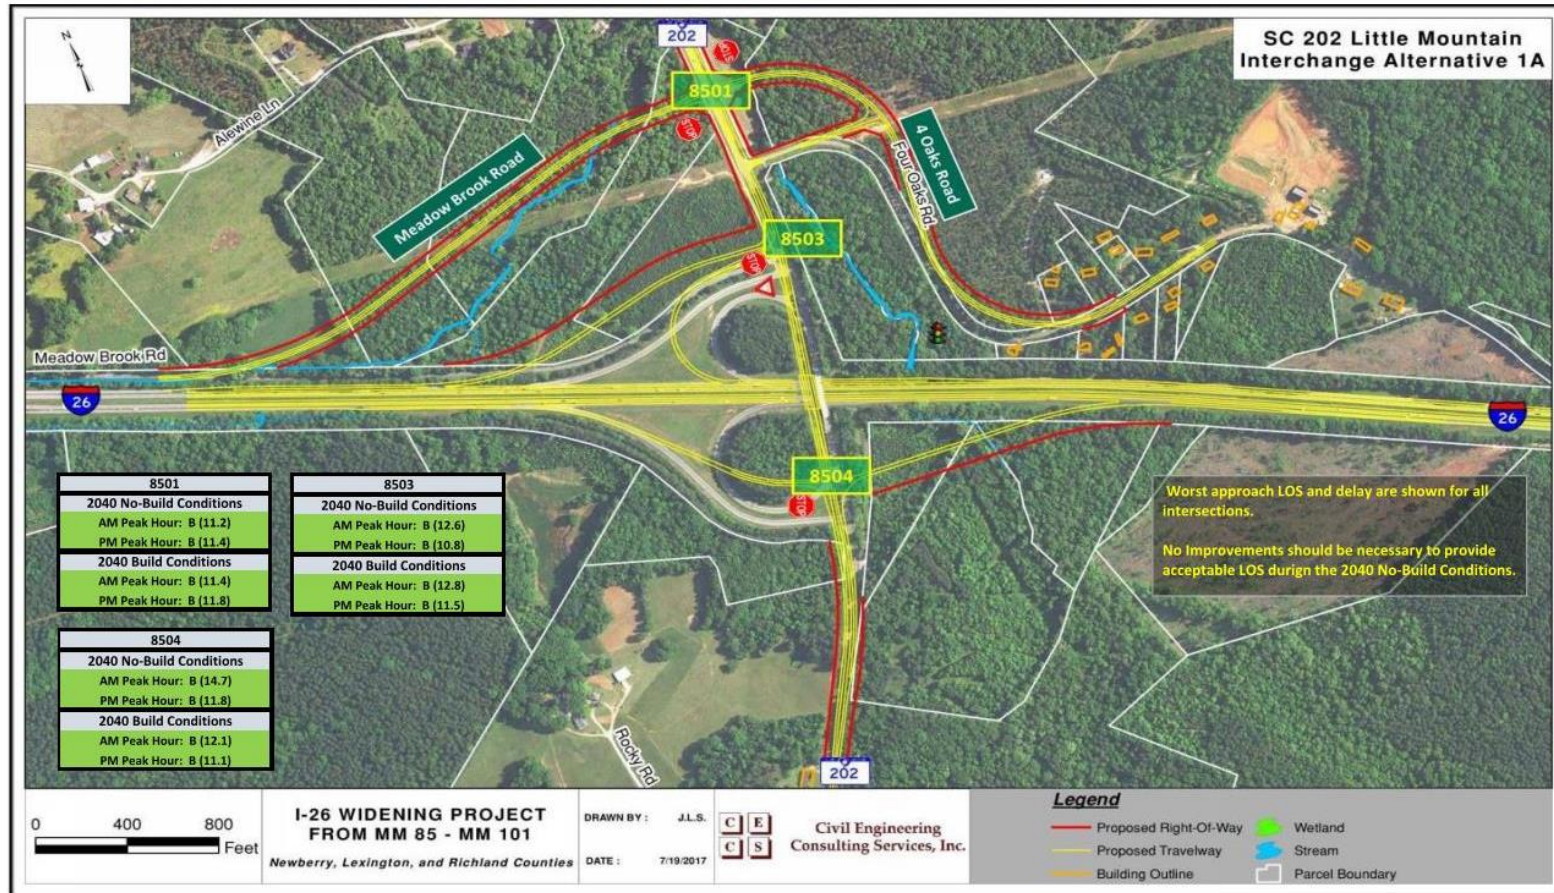 N
202
SC 202 Little Mountain
Interchange Alternative 1A
STOP
8501
STOP
Alewine Ln
Meadow Brook Road
4 Oaks Road
Four Oaks Rd.
8503
STOP
Meadow Brook Rd
26
26
8504
STOP
8501
2040 No-Build Conditions
AM Peak Hour: B (11.2)
PM Peak Hour: B (11.4)
2040 Build Conditions
AM Peak Hour: B (11.4)
PM Peak Hour: B (11.8)
8503
2040 No-Build Conditions
AM Peak Hour: B (12.6)
PM Peak Hour: B (10.8)
2040 Build Conditions
AM Peak Hour: B (12.8)
PM Peak Hour: B (11.5)
8504
2040 No-Build Conditions
AM Peak Hour: B (14.7)
PM Peak Hour: B (11.8)
2040 Build Conditions
AM Peak Hour: B (12.1)
PM Peak Hour: B (11.1)
Worst approach LOS and delay are shown for all
intersections.
No Improvements should be necessary to provide
acceptable LOS durign the 2040 No-Build Conditions.
Rocky Rd
202
0 400 800
Feet
I-26 WIDENING PROJECT
FROM MM 85 - MM 101
Newberry, Lexington, and Richland Counties
DRAWN BY : J.L.S.
DATE : 7/19/2017
C E
C S
Civil Engineering
Consulting Services, Inc.
Legend
Proposed Right-Of-Way
Proposed Travelway
Building Outline
Wetland
Stream
Parcel Boundary